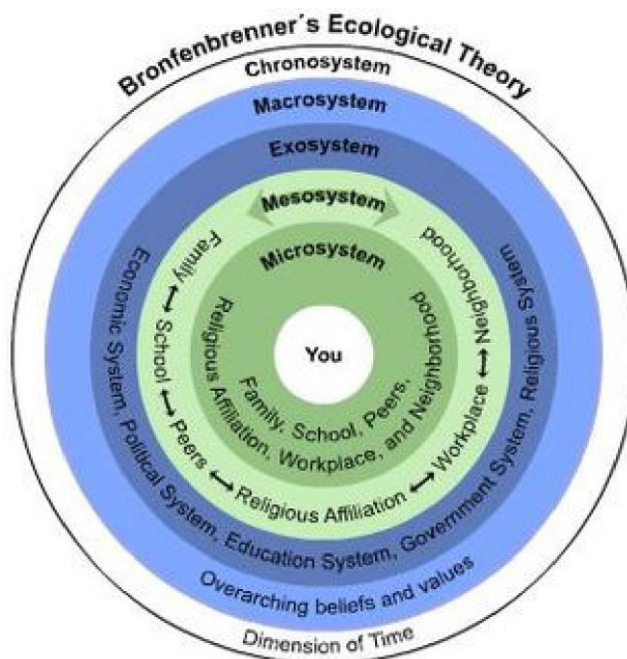 Bronfenbrenner´s Ecological Theory
Chronosystem
Macrosystem
Exosystem
Mesosystem
Microsystem
You
Family, School, Peers,
Religious Affiliation, Workplace, and Neighborhood
Family ↔ School ↔ Peers ↔ Religious Affiliation ↔ Workplace ↔ Neighborhood
Economic System, Political System, Education System, Government System, Religious System
Overarching beliefs and values
Dimension of Time